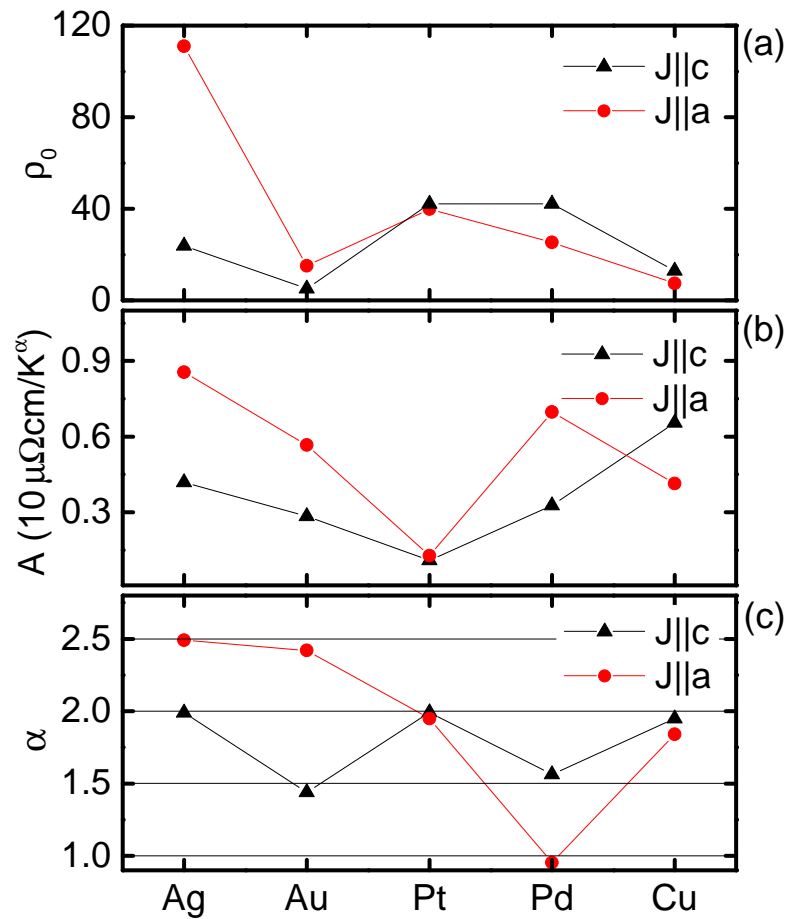 120
80
40
0
ρ₀
(a)
J||c
J||a
0.9
0.6
0.3
A (10 μΩcm/K^α)
(b)
J||c
J||a
2.5
2.0
1.5
1.0
α
(c)
J||c
J||a
Ag Au Pt Pd Cu